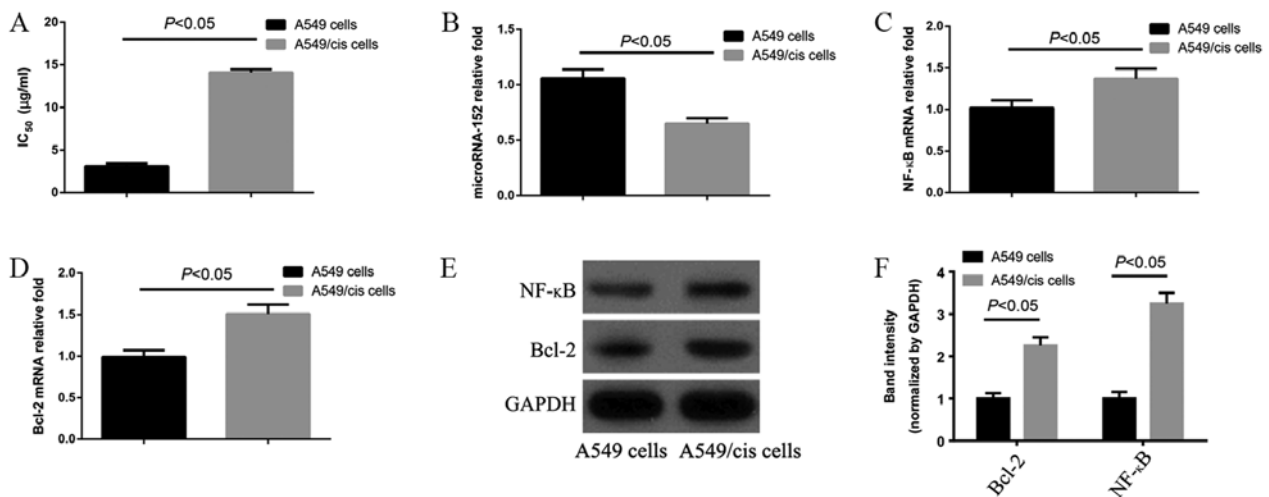 A
P<0.05
A549 cells
A549/cis cells
IC50 (μg/ml)
20
15
10
5
0
B
P<0.05
A549 cells
A549/cis cells
microRNA-152 relative fold
1.5
1.0
0.5
0.0
C
P<0.05
A549 cells
A549/cis cells
NF-κB mRNA relative fold
2.0
1.5
1.0
0.5
0.0
D
P<0.05
A549 cells
A549/cis cells
Bcl-2 mRNA relative fold
2.0
1.5
1.0
0.5
0.0
E
NF-κB
Bcl-2
GAPDH
A549 cells
A549/cis cells
F
A549 cells
A549/cis cells
P<0.05
P<0.05
Band intensity
(normalized by GAPDH)
4
3
2
1
0
Bcl-2
NF-κB